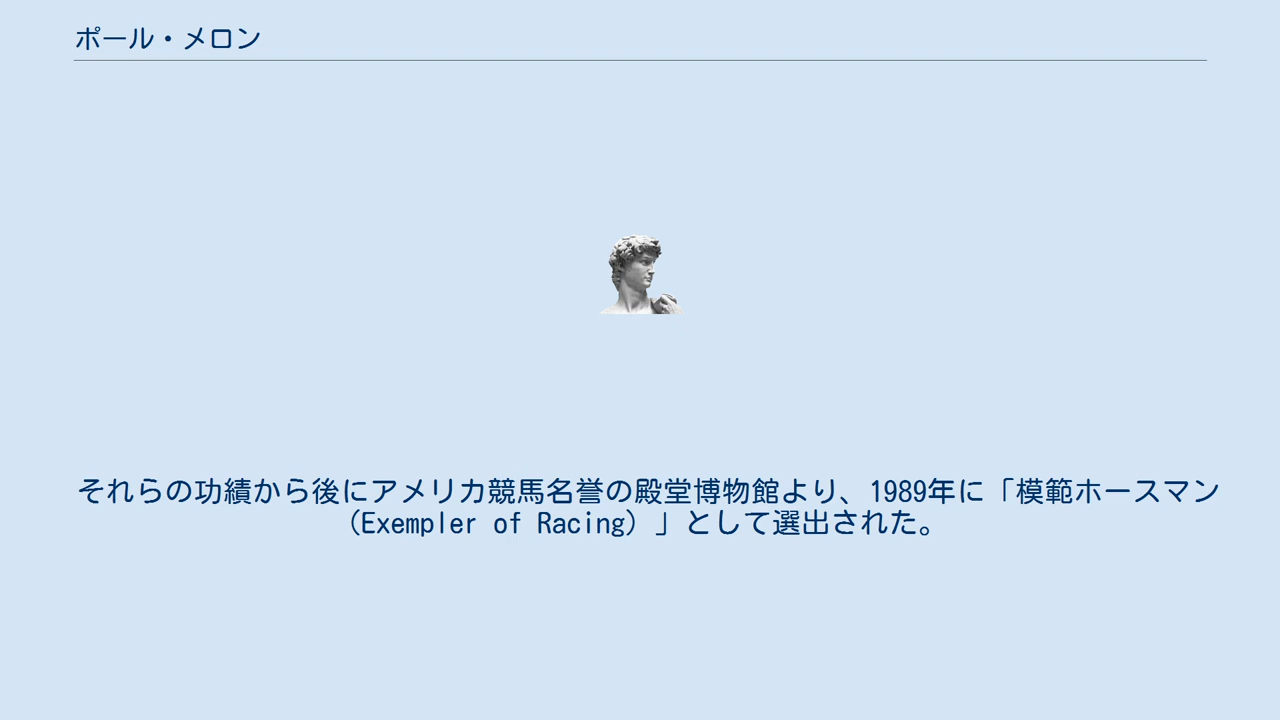 ポール・メロン
それらの功績から後にアメリカ競馬名誉の殿堂博物館より、1989年に「模範ホースマン
（Exempler of Racing）」として選出された。